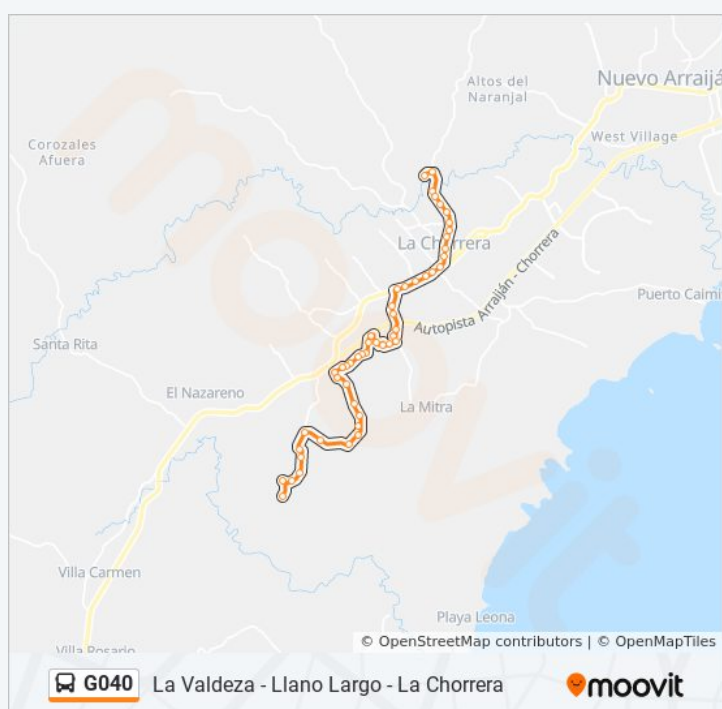 Nuevo Arraiján
Altos del
Naranjal
West Village
Corozales
Afuera
La Chorrera
Puerto Caimi
Autopista Arraiján - Chorrera
Santa Rita
El Nazareno
La Mitra
Villa Carmen
Playa Leona
Villa Rosario
© OpenStreetMap contributors | © OpenMapTiles
G040 La Valdeza - Llano Largo - La Chorrera
moovit
moovit